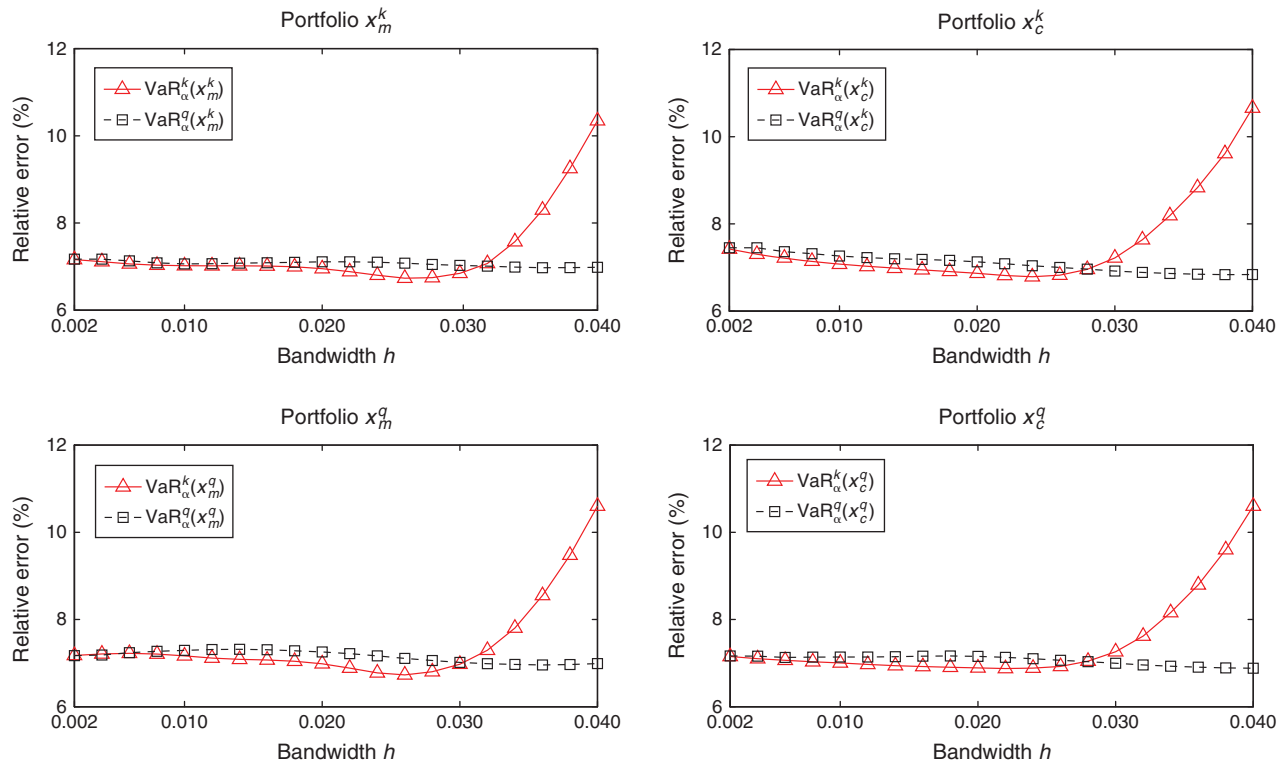 Portfolio x_m^k
Relative error (%)
12
10
8
6
VaR_α^k(x_m^k)
VaR_α^q(x_m^k)
0.002 0.010 0.020 0.030 0.040
Bandwidth h
Portfolio x_c^k
Relative error (%)
12
10
8
6
VaR_α^k(x_c^k)
VaR_α^q(x_c^k)
0.002 0.010 0.020 0.030 0.040
Bandwidth h
Portfolio x_m^q
Relative error (%)
12
10
8
6
VaR_α^k(x_m^q)
VaR_α^q(x_m^q)
0.002 0.010 0.020 0.030 0.040
Bandwidth h
Portfolio x_c^q
Relative error (%)
12
10
8
6
VaR_α^k(x_c^q)
VaR_α^q(x_c^q)
0.002 0.010 0.020 0.030 0.040
Bandwidth h